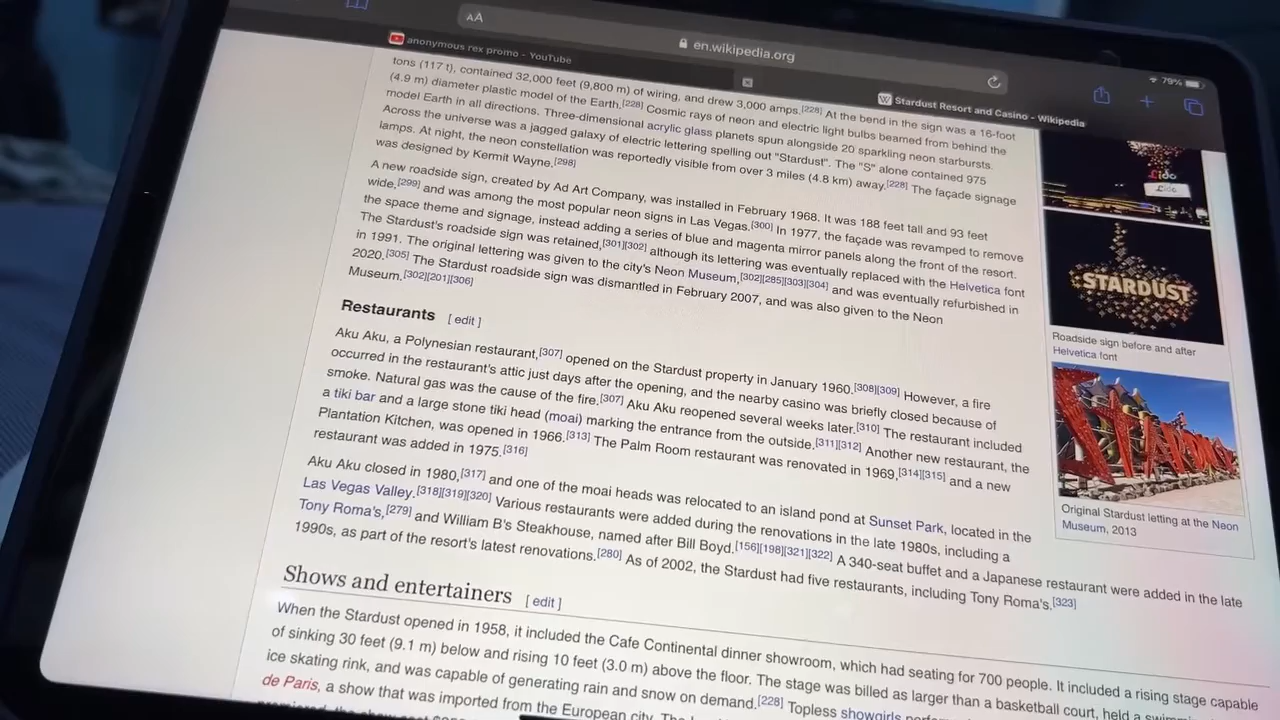 AA
en.wikipedia.org
79%
anonymous rex promo - YouTube
Stardust Resort and Casino - Wikipedia
tons (117 t), contained 32,000 feet (9,800 m) of wiring, and drew 3,000 amps.[228] At the bend in the sign was a 16-foot
(4.9 m) diameter plastic model of the Earth.[228] Cosmic rays of neon and electric light bulbs beamed from behind the
model Earth in all directions. Three-dimensional acrylic glass planets spun alongside 20 sparkling neon starbursts.
Across the universe was a jagged galaxy of electric lettering spelling out "Stardust". The "S" alone contained 975
lamps. At night, the neon constellation was reportedly visible from over 3 miles (4.8 km) away.[228] The façade signage
was designed by Kermit Wayne.[298]
A new roadside sign, created by Ad Art Company, was installed in February 1968. It was 188 feet tall and 93 feet
wide,[299] and was among the most popular neon signs in Las Vegas.[300] In 1977, the façade was revamped to remove
the space theme and signage, instead adding a series of blue and magenta mirror panels along the front of the resort.
The Stardust's roadside sign was retained,[301][302] although its lettering was eventually replaced with the Helvetica font
in 1991. The original lettering was given to the city's Neon Museum,[302][285][303][304] and was eventually refurbished in
2020.[305] The Stardust roadside sign was dismantled in February 2007, and was also given to the Neon
Museum.[302][201][306]
Lido
Lido
STARDUST
Roadside sign before and after
Helvetica font
Original Stardust letting at the Neon
Museum, 2013
Restaurants [ edit ]
Aku Aku, a Polynesian restaurant,[307] opened on the Stardust property in January 1960.[308][309] However, a fire
occurred in the restaurant's attic just days after the opening, and the nearby casino was briefly closed because of
smoke. Natural gas was the cause of the fire.[307] Aku Aku reopened several weeks later.[310] The restaurant included
a tiki bar and a large stone tiki head (moai) marking the entrance from the outside.[311][312] Another new restaurant, the
Plantation Kitchen, was opened in 1966.[313] The Palm Room restaurant was renovated in 1969,[314][315] and a new
restaurant was added in 1975.[316]
Aku Aku closed in 1980,[317] and one of the moai heads was relocated to an island pond at Sunset Park, located in the
Las Vegas Valley.[318][319][320] Various restaurants were added during the renovations in the late 1980s, including a
Tony Roma's,[279] and William B's Steakhouse, named after Bill Boyd.[156][198][321][322] A 340-seat buffet and a Japanese restaurant were added in the late
1990s, as part of the resort's latest renovations.[280] As of 2002, the Stardust had five restaurants, including Tony Roma's.[323]
Shows and entertainers [ edit ]
When the Stardust opened in 1958, it included the Cafe Continental dinner showroom, which had seating for 700 people. It included a rising stage capable
of sinking 30 feet (9.1 m) below and rising 10 feet (3.0 m) above the floor. The stage was billed as larger than a basketball court, held a
ice skating rink, and was capable of generating rain and snow on demand.[228] Topless showgirls
de Paris, a show that was imported from the European city. The